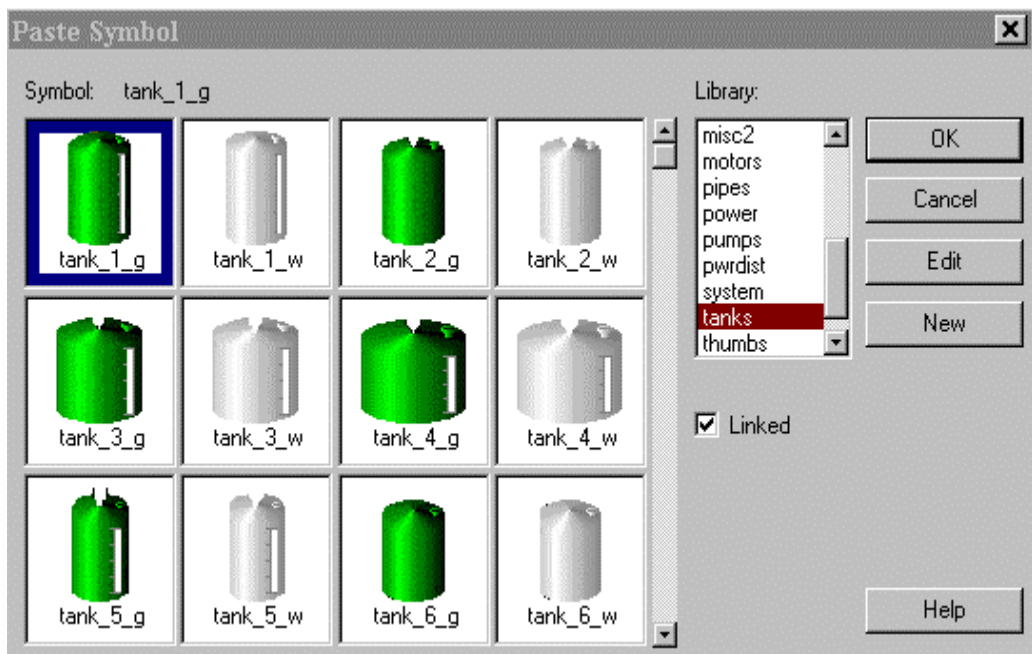 Paste Symbol
Symbol: tank_1_g
tank_1_g tank_1_w tank_2_g tank_2_w
tank_3_g tank_3_w tank_4_g tank_4_w
tank_5_g tank_5_w tank_6_g tank_6_w
Library:
misc2
motors
pipes
power
pumps
pwrdist
system
tanks
thumbs
OK
Cancel
Edit
New
Linked
Help